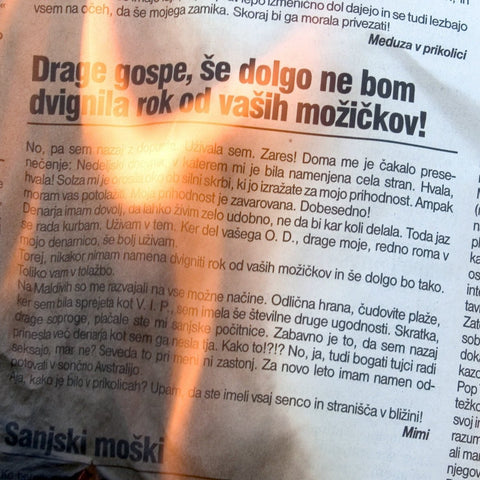 izmenično dol dajejo in se tudi lezbajo
vsem na očeh, da še mojega zamika. Skoraj bi ga morala privezati!
Meduza v prikolici
Drage gospe, še dolgo ne bom
dvignila rok od vaših možičkov!
No, pa sem nazaj z dopusta. Uživala sem. Zares! Doma me je čakalo prese-
nečenje: Nedeljski dnevnik, v katerem mi je bila namenjena cela stran. Hvala,
hvala! Solza mi je ob silni skrbi, ki jo izražate za mojo prihodnost. Ampak
moram vas potolažiti. Moja prihodnost je zavarovana. Dobesedno!
Denarja imam dovolj, da lahko živim zelo udobno, ne da bi kar koli delala. Toda jaz
se rada kurbam. Uživam v tem. Ker del vašega O. D., drage moje, redno roma v
mojo denarnico, še bolj uživam.
Torej, nikakor nimam namena dvigniti rok od vaših možičkov in še dolgo bo tako.
Toliko vam v tolažbo.
Na Maldivih so me razvajali na vse možne načine. Odlična hrana, čudovite plaže,
ker sem bila sprejeta kot V. I. P., sem imela še številne druge ugodnosti. Skratka,
drage soproge, plačale ste mi sanjske počitnice. Zabavno je to, da sem nazaj
prinesla več denarja kot sem ga nesla tja. Kako to!?!? No, ja, tudi bogati tujci radi
seksajo, mar ne? Seveda to pri meni ni zastonj. Za novo leto imam namen od-
potovati v sončno Avstralijo.
Aja, kako je kaj v prikolicah? Upam, da ste imeli vsaj senco in stranišča v bližini!
Mimi
Sanjski moški